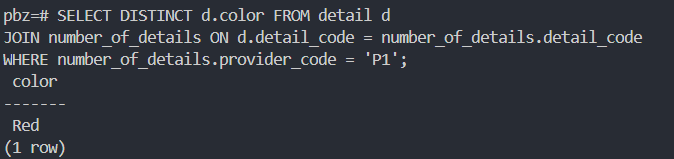 pbz=# SELECT DISTINCT d.color FROM detail d
JOIN number_of_details ON d.detail_code = number_of_details.detail_code
WHERE number_of_details.provider_code = 'P1';
 color
-------
 Red
(1 row)